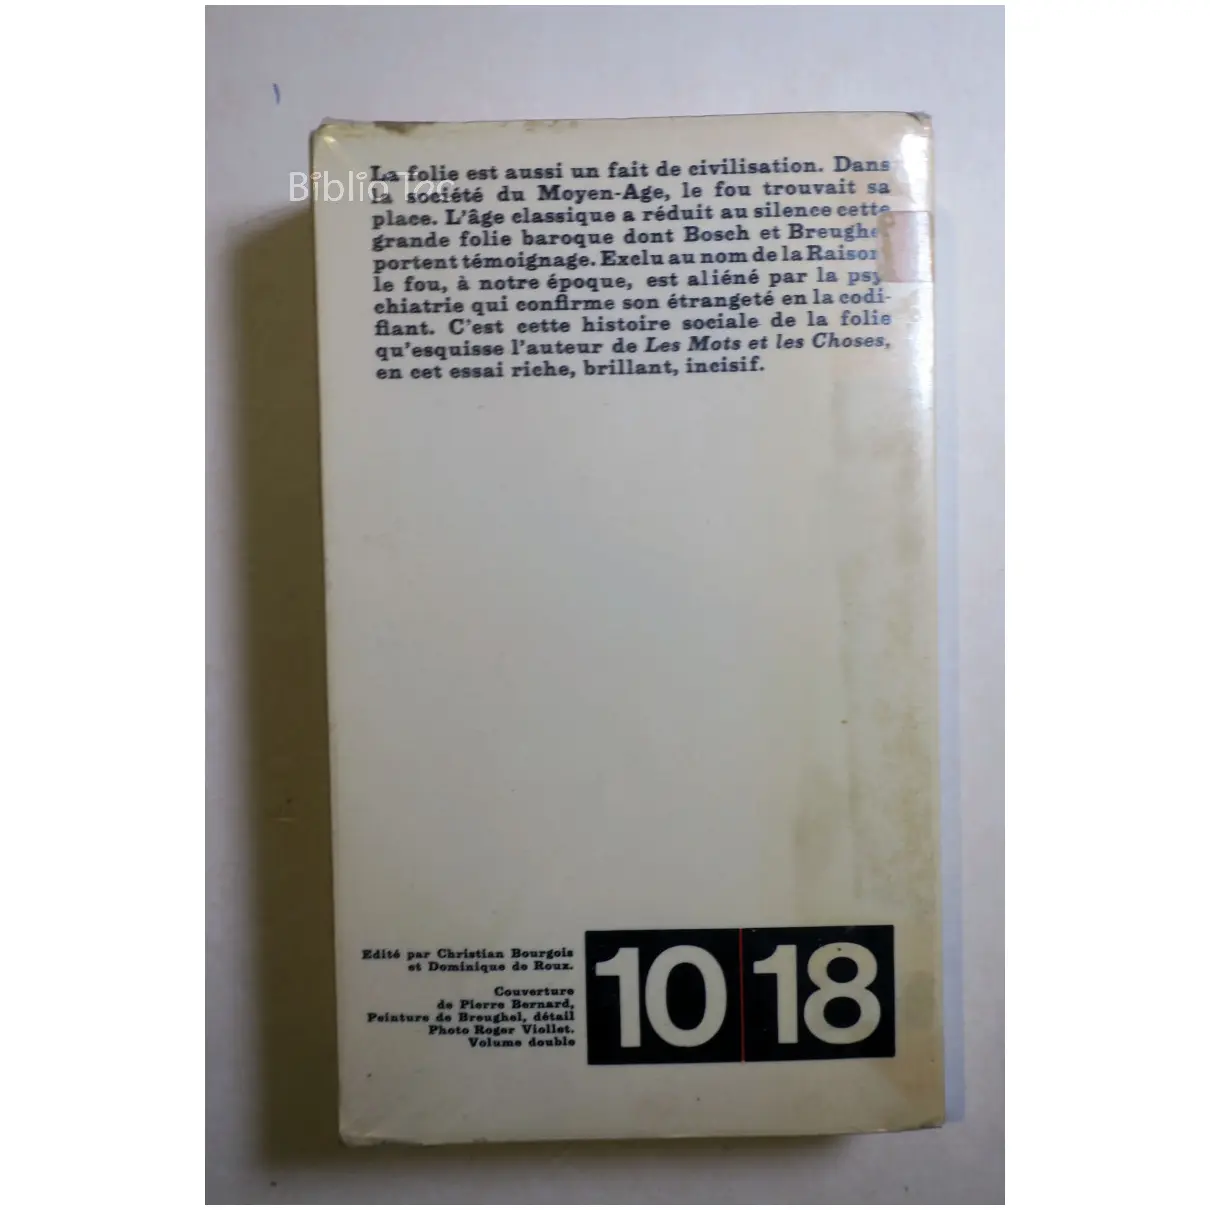 La folie est aussi un fait de civilisation. Dans
la société du Moyen-Age, le fou trouvait sa
place. L'âge classique a réduit au silence cette
grande folie baroque dont Bosch et Breughel
portent témoignage. Exclu au nom de la Raison
le fou, à notre époque, est aliéné par la psy
chiatrie qui confirme son étrangeté en la codi-
fiant. C'est cette histoire sociale de la folie
qu'esquisse l'auteur de Les Mots et les Choses,
en cet essai riche, brillant, incisif.
Biblio Toc
Edité par Christian Bourgois
et Dominique de Roux.
Couverture
de Pierre Bernard,
Peinture de Breughel, détail
Photo Roger Viollet.
Volume double
10 18